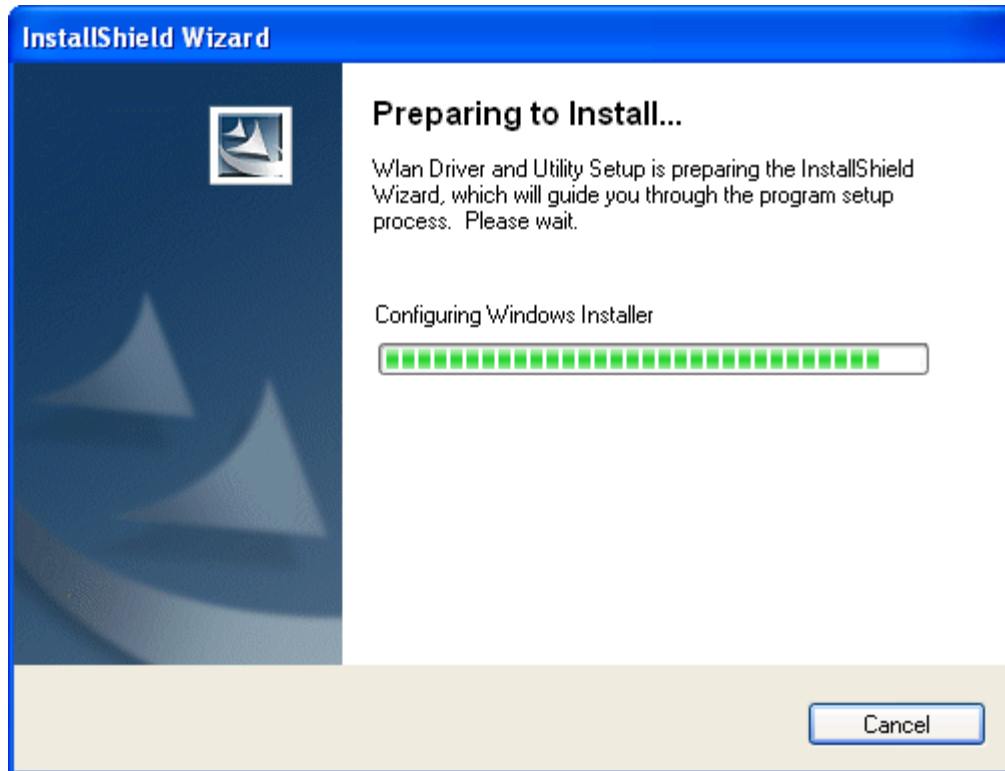 InstallShield Wizard
Preparing to Install...
Wlan Driver and Utility Setup is preparing the InstallShield
Wizard, which will guide you through the program setup
process.  Please wait.
Configuring Windows Installer
Cancel